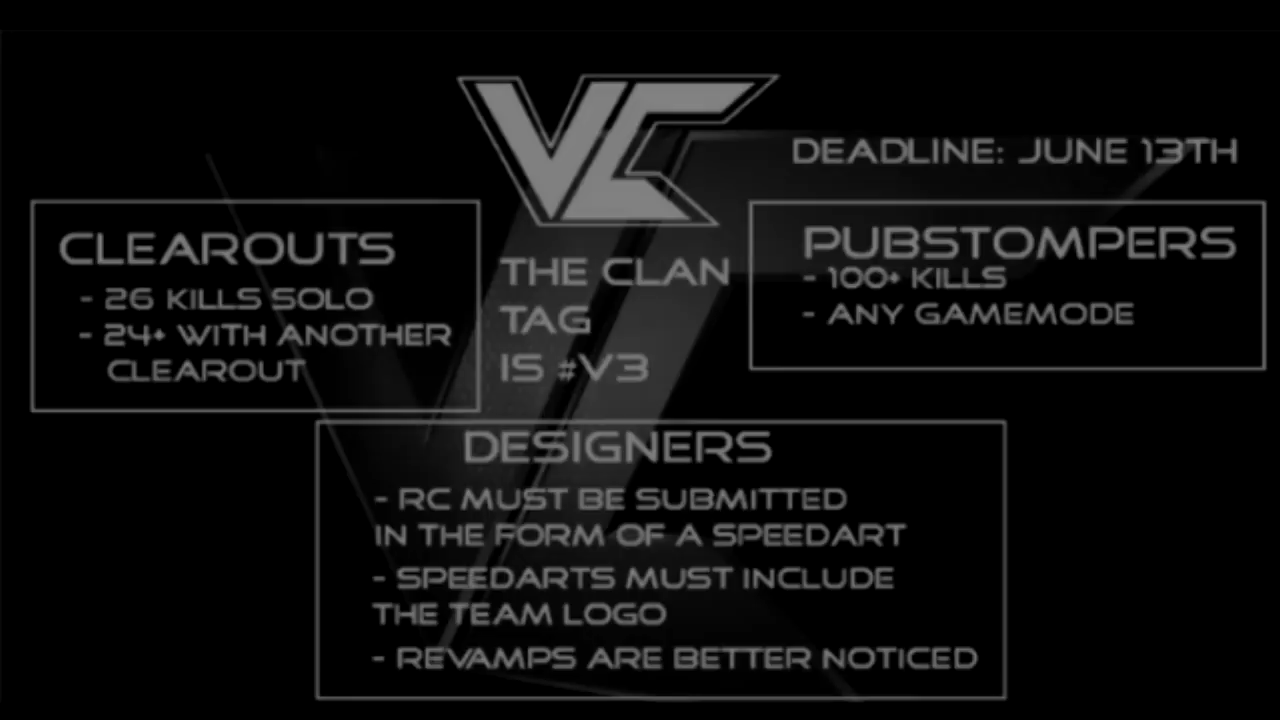 VC
DEADLINE: JUNE 13TH
CLEAROUTS
- 26 KILLS SOLO
- 24+ WITH ANOTHER
CLEAROUT
THE CLAN
TAG
IS #V3
PUBSTOMPERS
- 100+ KILLS
- ANY GAMEMODE
DESIGNERS
- RC MUST BE SUBMITTED
IN THE FORM OF A SPEEDART
- SPEEDARTS MUST INCLUDE
THE TEAM LOGO
- REVAMPS ARE BETTER NOTICED